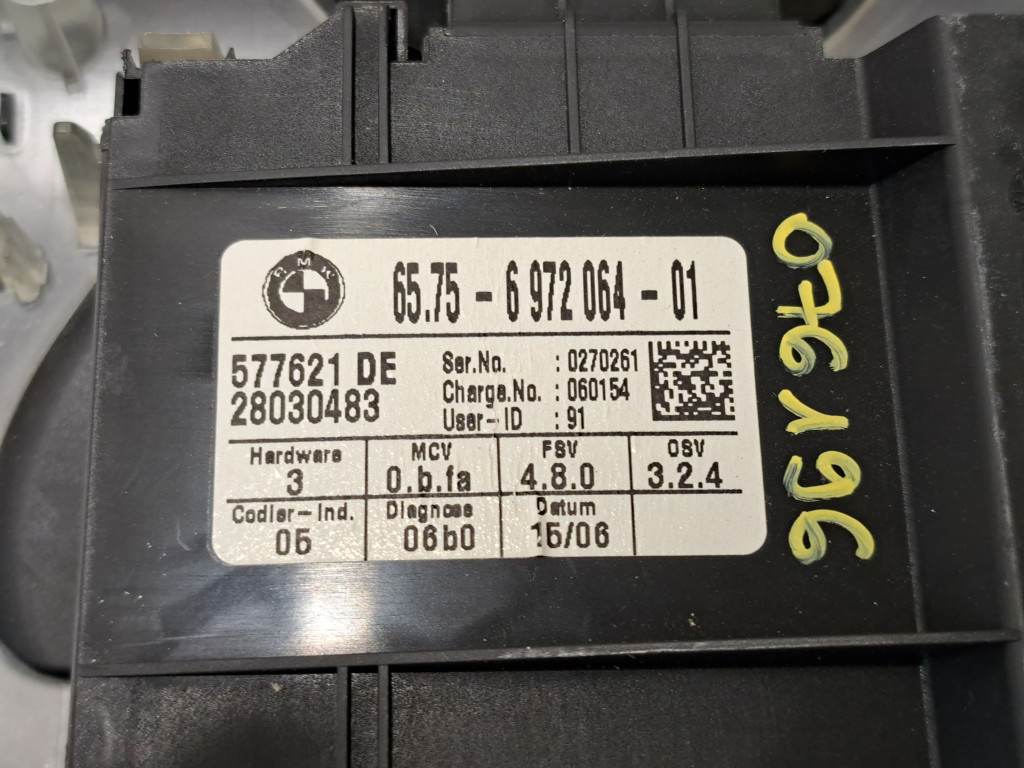 BMW
65.75 - 6 972 064 - 01
577621 DE
28030483
Ser.No. : 0270261
Charge.No. : 060154
User-ID : 91
Hardware
3
MCV
0.b.fa
FSV
4.8.0
OSV
3.2.4
Codier-Ind.
05
Diagnose
06b0
Datum
15/06